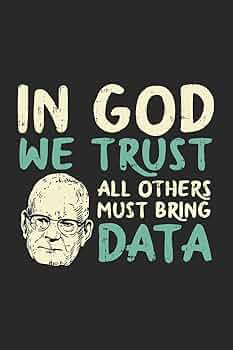 IN GOD
WE TRUST
ALL OTHERS
MUST BRING
DATA